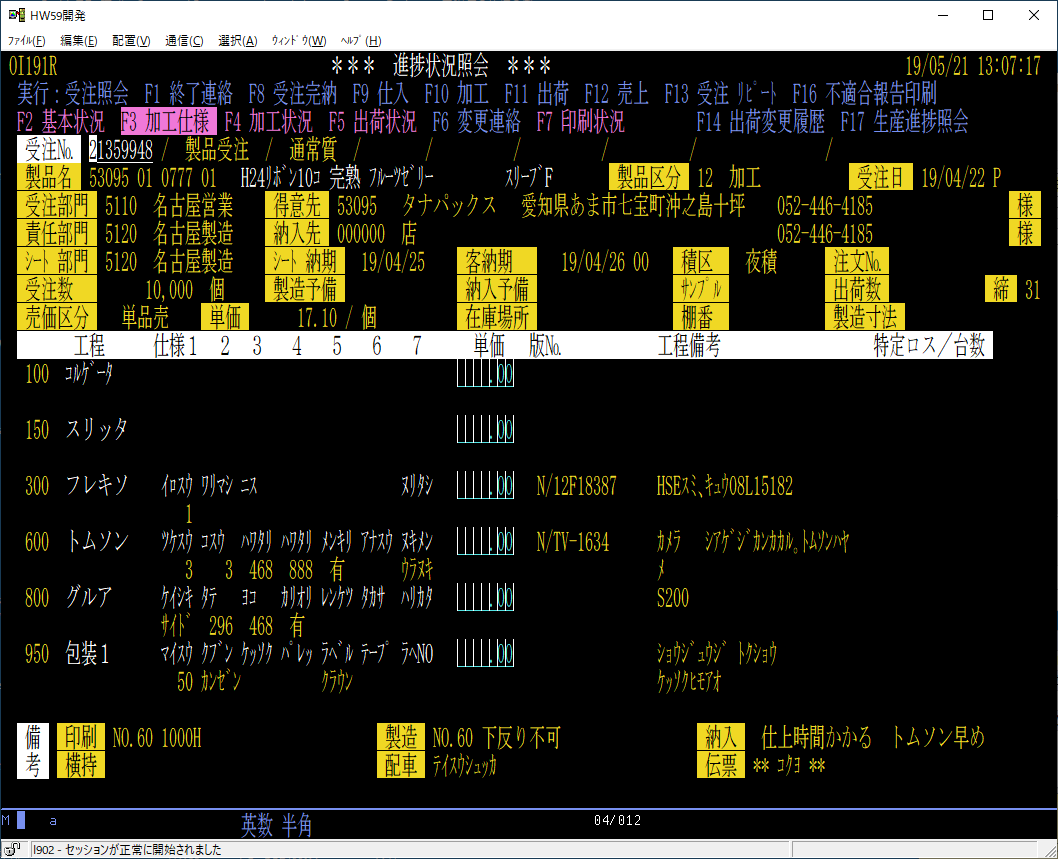 HW59開発
ﾌｧｲﾙ(F) 編集(E) 配置(V) 通信(C) 選択(A) ｳｨﾝﾄﾞｳ(W) ﾍﾙﾌﾟ(H)
OI191R ＊＊＊ 進捗状況照会 ＊＊＊ 19/05/21 13:07:17
実行：受注照会 F1 終了連絡 F8 受注完納 F9 仕入 F10 加工 F11 出荷 F12 売上 F13 受注 ﾘﾋﾟｰﾄ F16 不適合報告印刷
F2 基本状況 F3 加工仕様 F4 加工状況 F5 出荷状況 F6 変更連絡 F7 印刷状況 F14 出荷変更履歴 F17 生産進捗照会
受注№ 21359948 / 製品受注 / 通常質 / / / / / /
製品名 53095 01 0777 01 H24ﾘﾎﾞﾝ10ｺ 完熟 ﾌﾙｰﾂｾﾞﾘｰ ｽﾘｰﾌﾞF 製品区分 12 加工 受注日 19/04/22 P
受注部門 5110 名古屋営業 得意先 53095 タナパックス 愛知県あま市七宝町沖之島十坪 052-446-4185 様
責任部門 5120 名古屋製造 納入先 000000 店 052-446-4185 様
ｼｰﾄ 部門 5120 名古屋製造 ｼｰﾄ 納期 19/04/25 客納期 19/04/26 00 積区 夜積 注文№
受注数 10,000 個 製造予備 納入予備 ｻﾝﾌﾟﾙ 出荷数 締 31
売価区分 単品売 単価 17.10 / 個 在庫場所 棚番 製造寸法
工程 仕様１ 2 3 4 5 6 7 単価 版№ 工程備考 特定ロス／台数
100 ｺﾙｹﾞｰﾀ .00
150 スリッタ .00
300 フレキソ ｲﾛｽｳ ﾜﾘﾏｼ ﾆｽ ﾇﾘﾀｼ .00 N/12F18387 HSEｽﾐ､ｷｭｳ08L15182
1
600 トムソン ﾂｹｽｳ ｺｽｳ ﾊﾜﾀﾘ ﾊﾜﾀﾘ ﾒﾝｷﾘ ｱﾅｽｳ ﾇｷﾒﾝ .00 N/TV-1634 ｶﾒﾗ ｼﾞｱｹﾞｼﾞｶﾝｶｶﾙ｡ﾄﾑｿﾝﾊﾔ
3 3 468 888 有 ｳﾗﾇｷ ﾒ
800 グルア ｹｲｼｷ ﾀﾃ ﾖｺ ｶﾘｵﾘ ﾚﾝｹﾂ ﾀｶｻ ﾊﾘｶﾀ .00 S200
ｻｲﾄﾞ 296 468 有
950 包装１ ﾏｲｽｳ ｸﾌﾞﾝ ｹｯｿｸ ﾊﾟﾚｯ ﾗﾍﾞﾙ ﾃｰﾌﾟ ﾗﾍNO .00 ｼｮｳｼﾞｭｳｼﾞ ﾄｸｼｮｳ
50 ｶﾝｾﾞﾝ ｸﾗｳﾝ ｹｯｿｸﾋﾓｱｵ
備考 印刷 NO.60 1000H 製造 NO.60 下反り不可 納入 仕上時間かかる トムソン早め
横持 配車 ﾃｲｽｳｼｭｯｶ 伝票 ** ｺｸﾖ **
M a 英数 半角 04/012
I902 - セッションが正常に開始されました